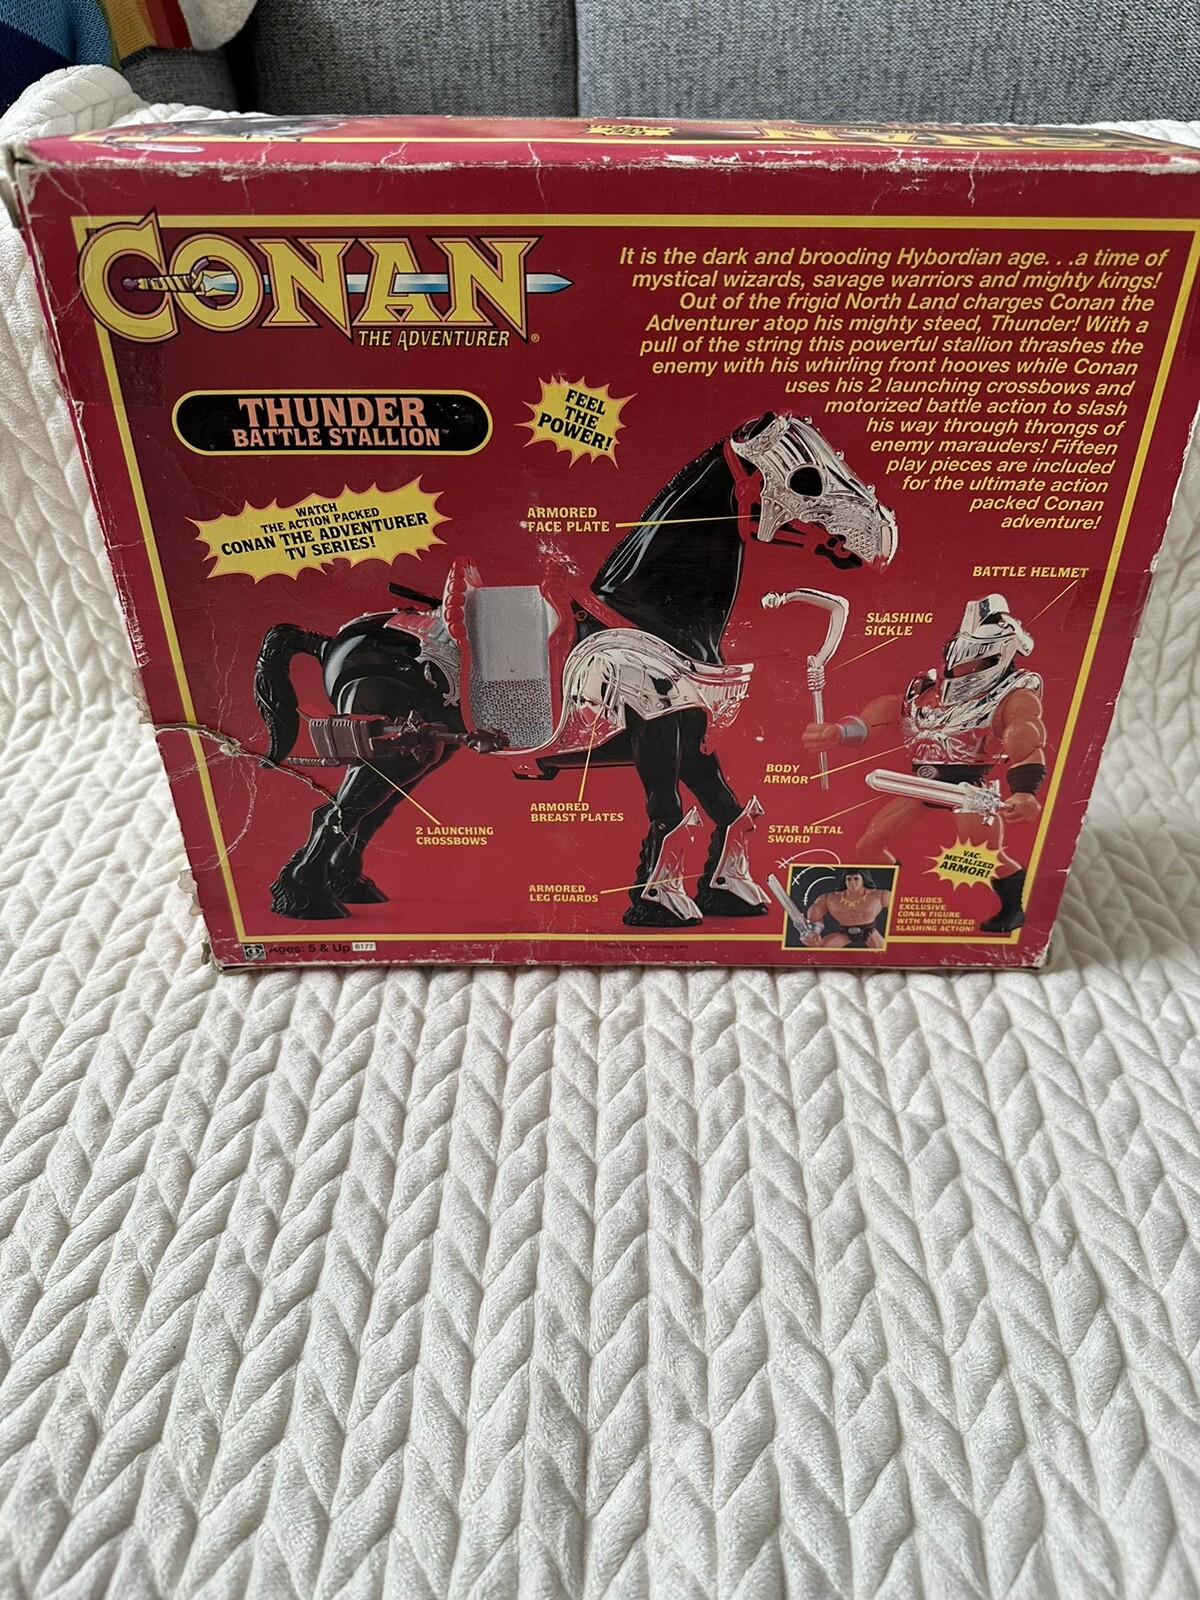 CONAN
THE ADVENTURER®
It is the dark and brooding Hybordian age. . .a time of
mystical wizards, savage warriors and mighty kings!
Out of the frigid North Land charges Conan the
Adventurer atop his mighty steed, Thunder! With a
pull of the string this powerful stallion thrashes the
enemy with his whirling front hooves while Conan
uses his 2 launching crossbows and
motorized battle action to slash
his way through throngs of
enemy marauders! Fifteen
play pieces are included
for the ultimate action
packed Conan
adventure!
THUNDER
BATTLE STALLION™
FEEL
THE
POWER!
WATCH
THE ACTION PACKED
CONAN THE ADVENTURER
TV SERIES!
ARMORED
FACE PLATE
BATTLE HELMET
SLASHING
SICKLE
BODY
ARMOR
ARMORED
BREAST PLATES
2 LAUNCHING
CROSSBOWS
STAR METAL
SWORD
VAC-
METALIZED
ARMOR!
ARMORED
LEG GUARDS
INCLUDES
EXCLUSIVE
CONAN FIGURE
WITH MOTORIZED
SLASHING ACTION!
Ages: 5 & Up 8177